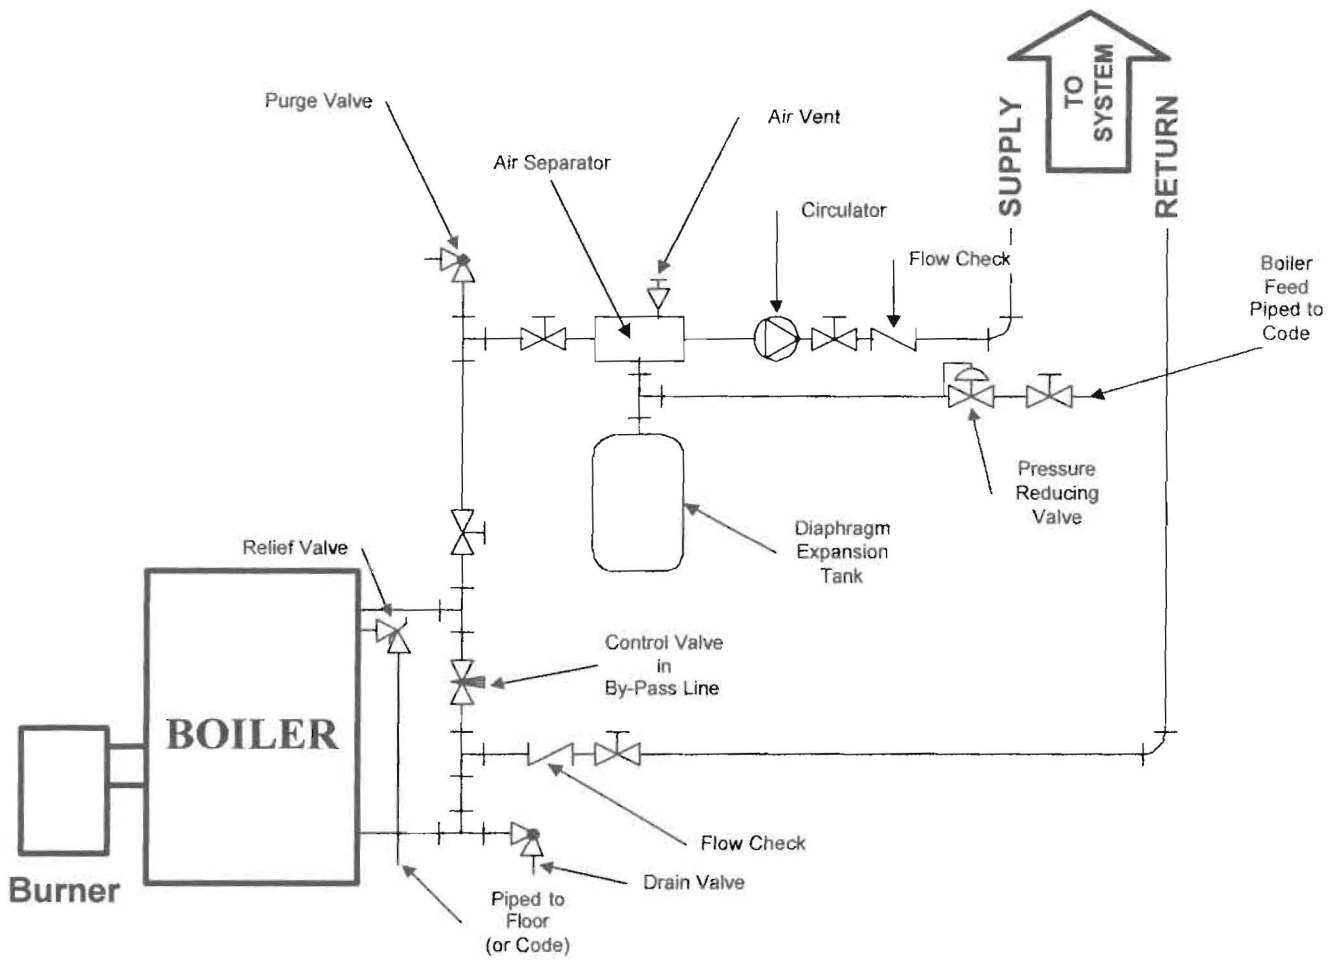 Purge Valve
Air Separator
Air Vent
Circulator
Flow Check
SUPPLY
TO
SYSTEM
RETURN
Boiler
Feed
Piped to
Code
Pressure
Reducing
Valve
Diaphragm
Expansion
Tank
Relief Valve
Control Valve
in
By-Pass Line
BOILER
Burner
Flow Check
Drain Valve
Piped to
Floor
(or Code)